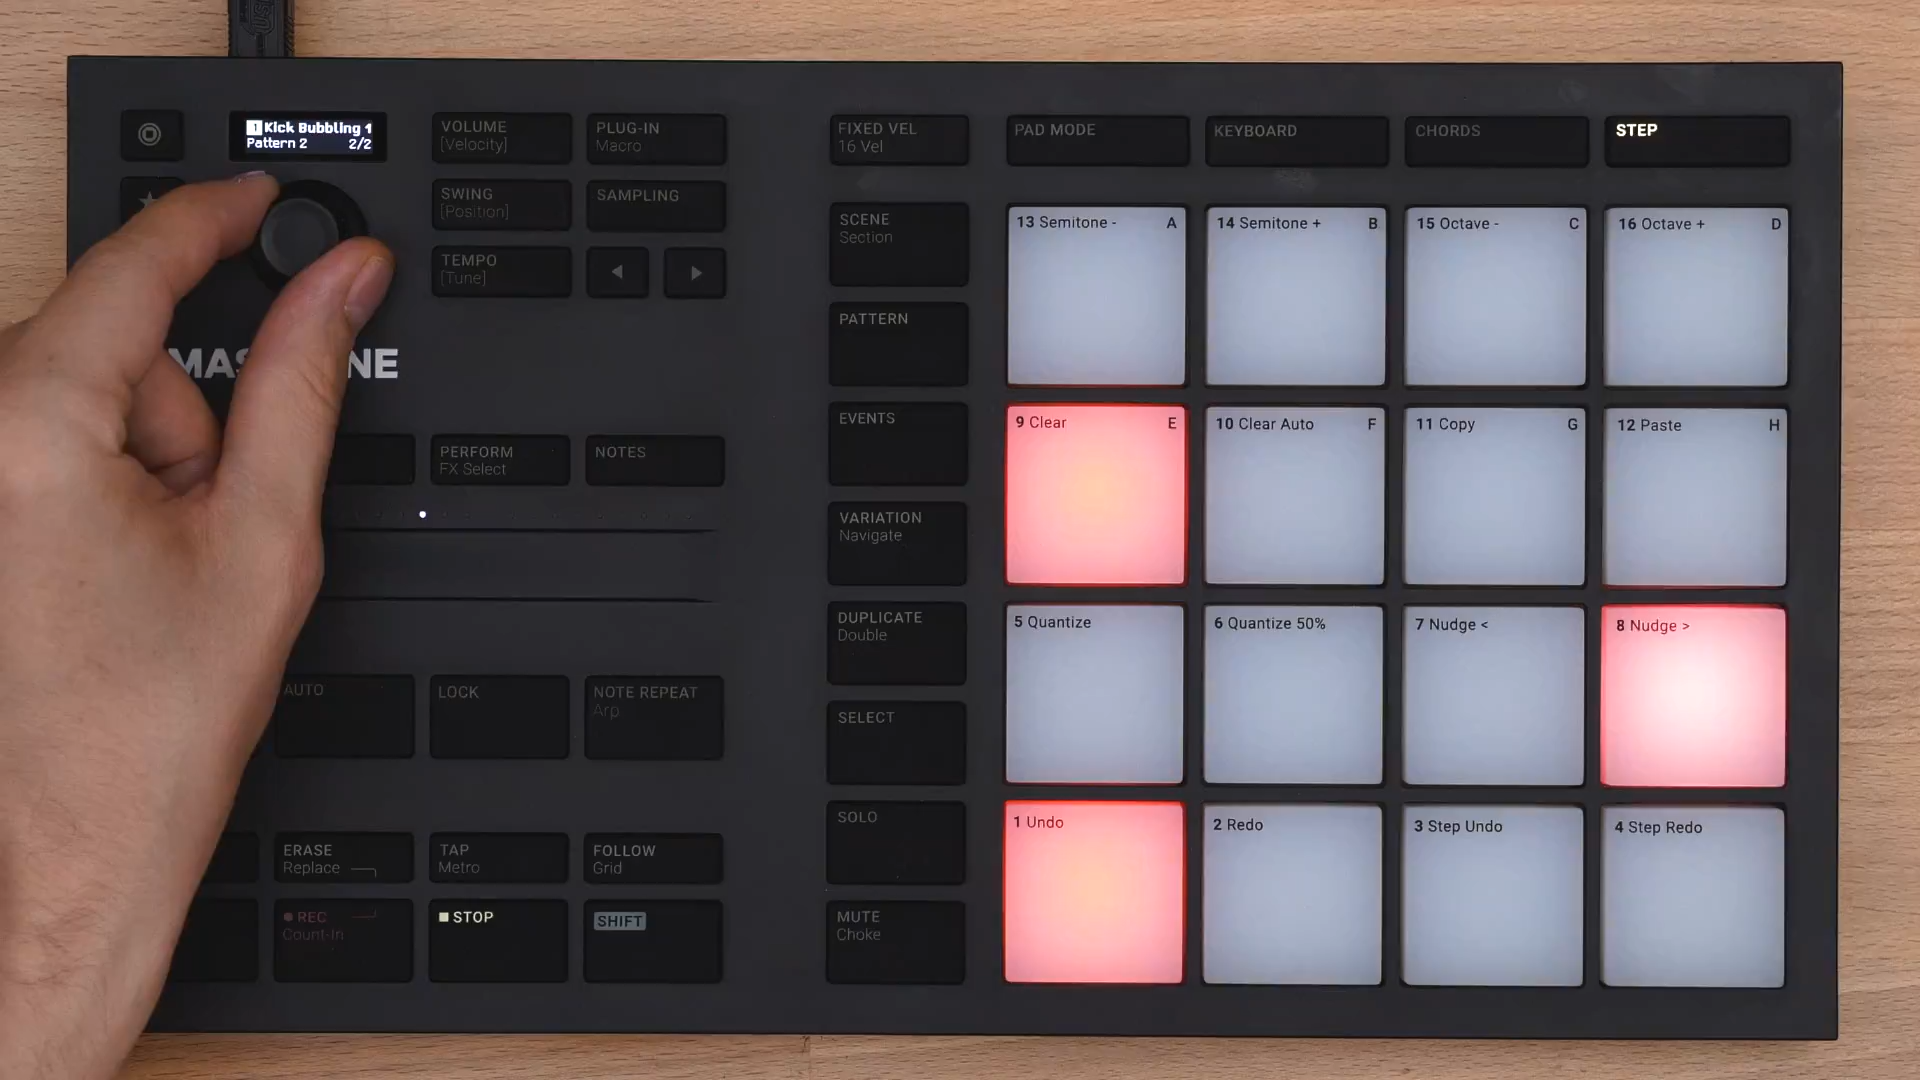 1 Kick Bubbling 1
Pattern 2 2/2
VOLUME
[Velocity]
PLUG-IN
Macro
SWING
[Position]
SAMPLING
TEMPO
[Tune]
FIXED VEL
16 Vel
PAD MODE
KEYBOARD
CHORDS
STEP
SCENE
Section
PATTERN
EVENTS
VARIATION
Navigate
DUPLICATE
Double
SELECT
SOLO
MUTE
Choke
PERFORM
FX Select
NOTES
AUTO
LOCK
NOTE REPEAT
Arp
ERASE
Replace
TAP
Metro
FOLLOW
Grid
REC
Count-In
STOP
SHIFT
13 Semitone - A
14 Semitone + B
15 Octave - C
16 Octave + D
9 Clear E
10 Clear Auto F
11 Copy G
12 Paste H
5 Quantize
6 Quantize 50%
7 Nudge <
8 Nudge >
1 Undo
2 Redo
3 Step Undo
4 Step Redo